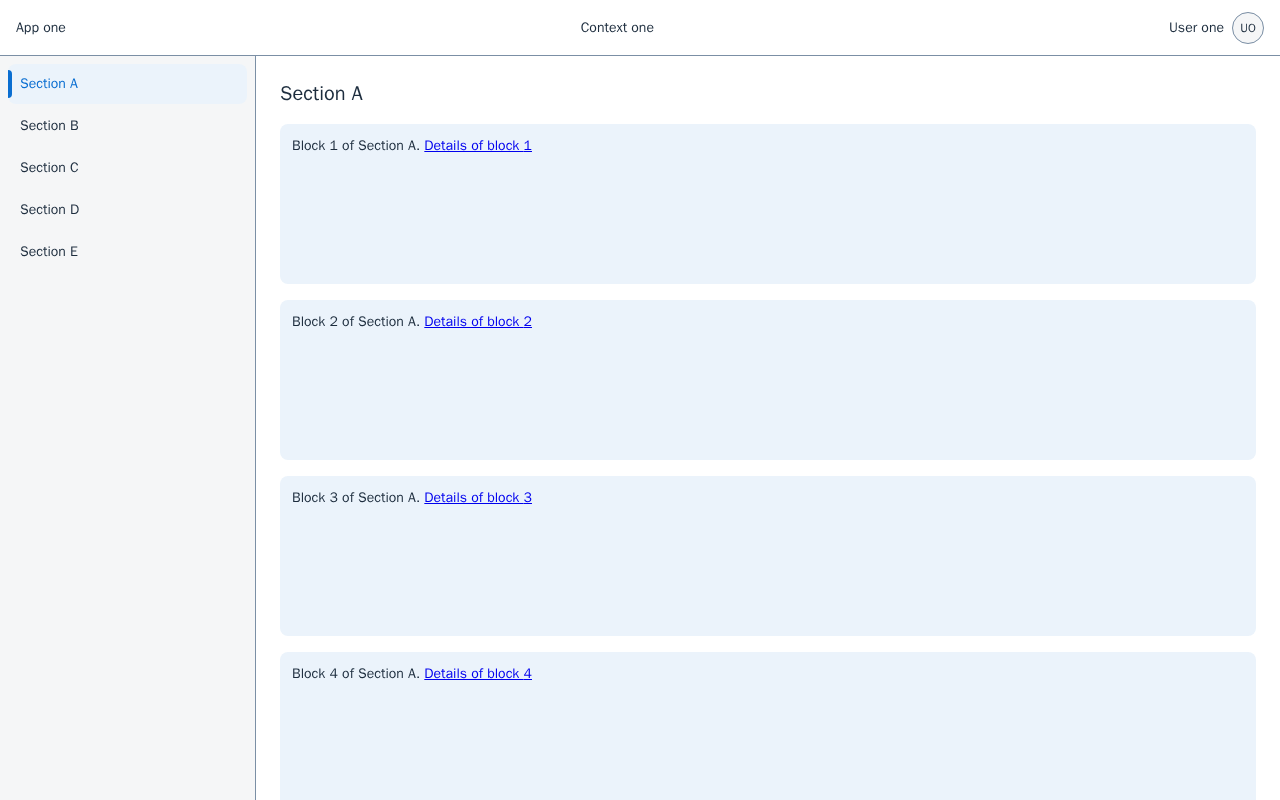 App one
Context one
User one
UO
Section A
Section B
Section C
Section D
Section E
Section A
Block 1 of Section A. Details of block 1
Block 2 of Section A. Details of block 2
Block 3 of Section A. Details of block 3
Block 4 of Section A. Details of block 4